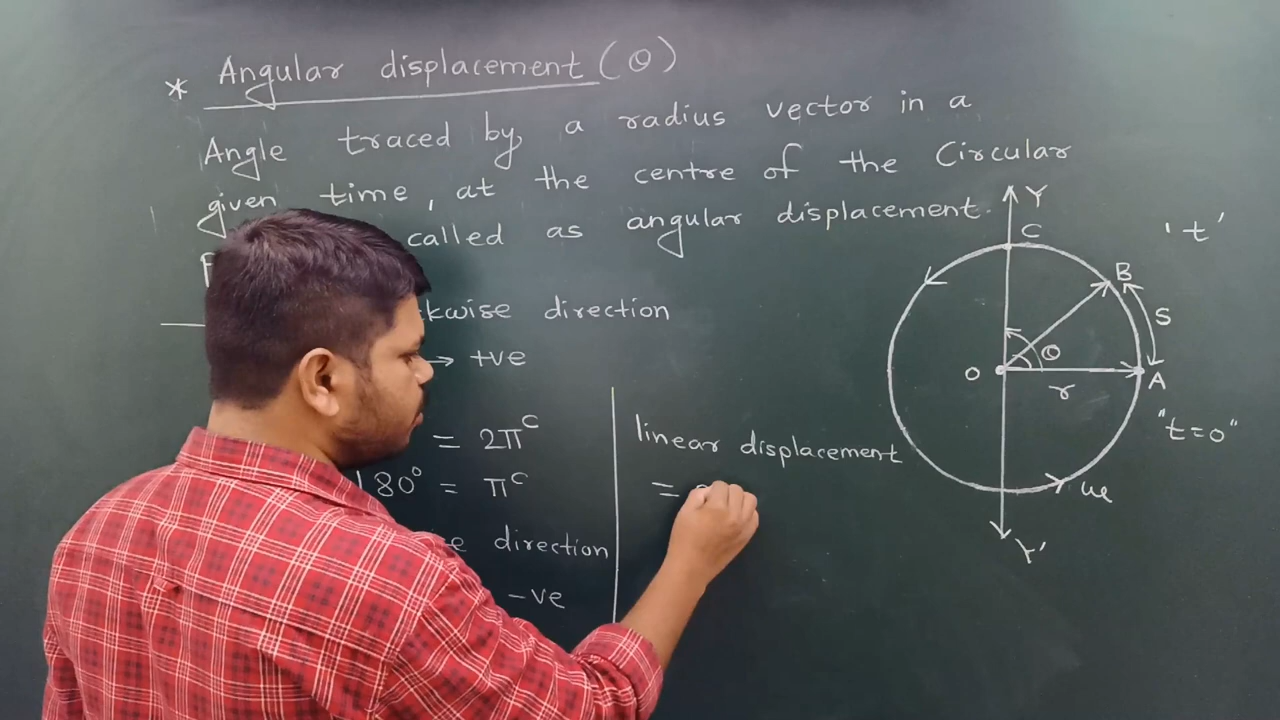 * Angular displacement (θ)
Angle traced by a radius vector in a
given time, at the centre of the Circular
called as angular displacement.
kwise direction
→ +ve
= 2π^c
180° = π^c
direction
-ve
linear displacement
=
Y
C
't'
B
S
θ
O
r
A
"t=0"
ve
Y'